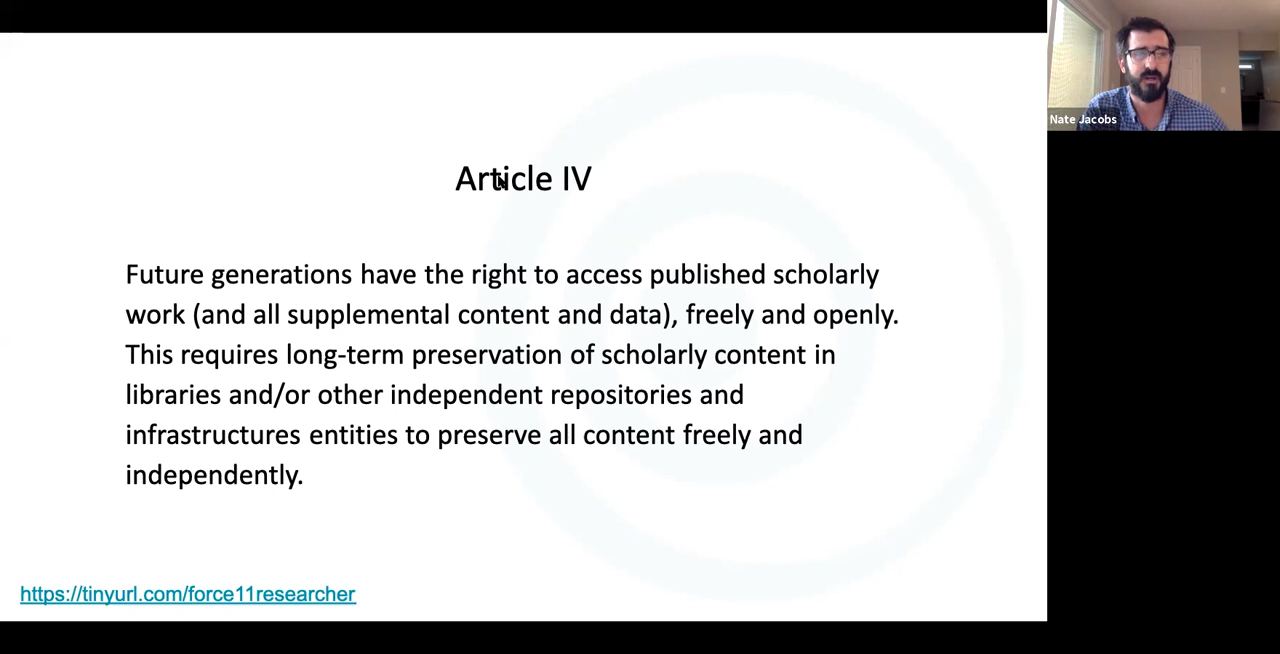 Article IV
Future generations have the right to access published scholarly
work (and all supplemental content and data), freely and openly.
This requires long-term preservation of scholarly content in
libraries and/or other independent repositories and
infrastructures entities to preserve all content freely and
independently.
https://tinyurl.com/force11researcher
Nate Jacobs